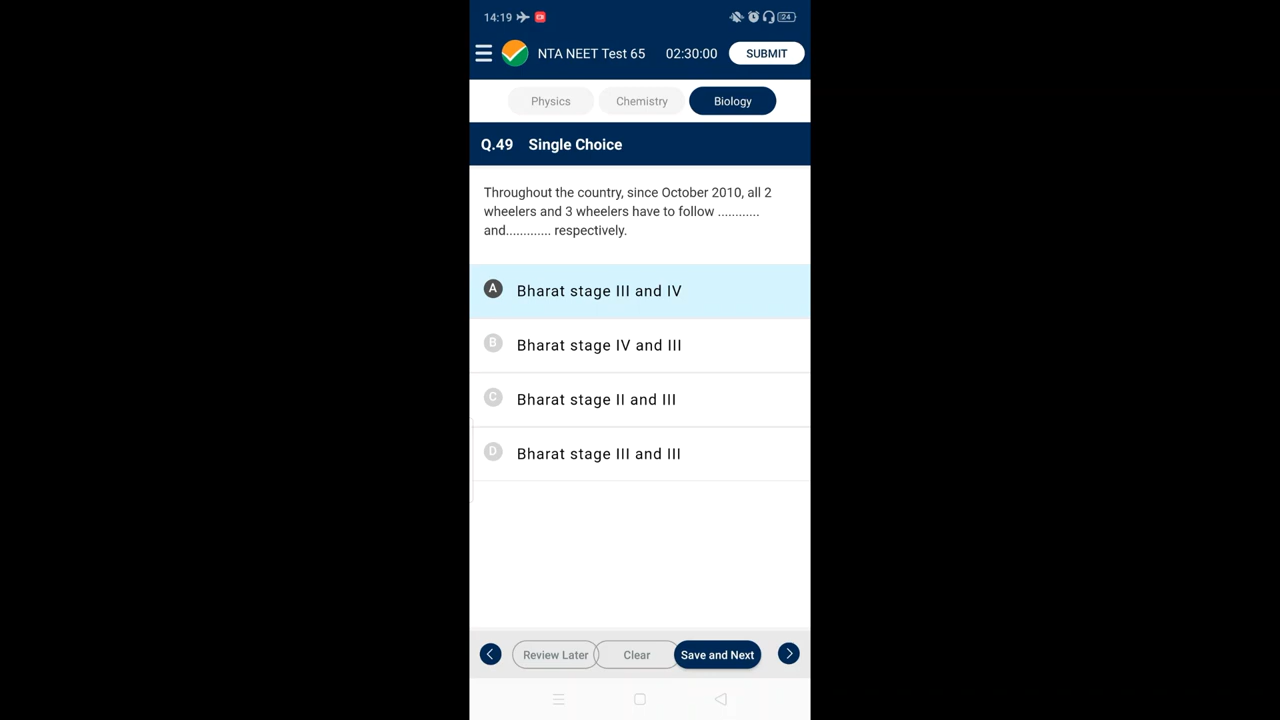 14:19
24
NTA NEET Test 65 02:30:00 SUBMIT
Physics Chemistry Biology
Q.49 Single Choice
Throughout the country, since October 2010, all 2
wheelers and 3 wheelers have to follow ............
and............. respectively.
A Bharat stage III and IV
B Bharat stage IV and III
C Bharat stage II and III
D Bharat stage III and III
Review Later Clear Save and Next